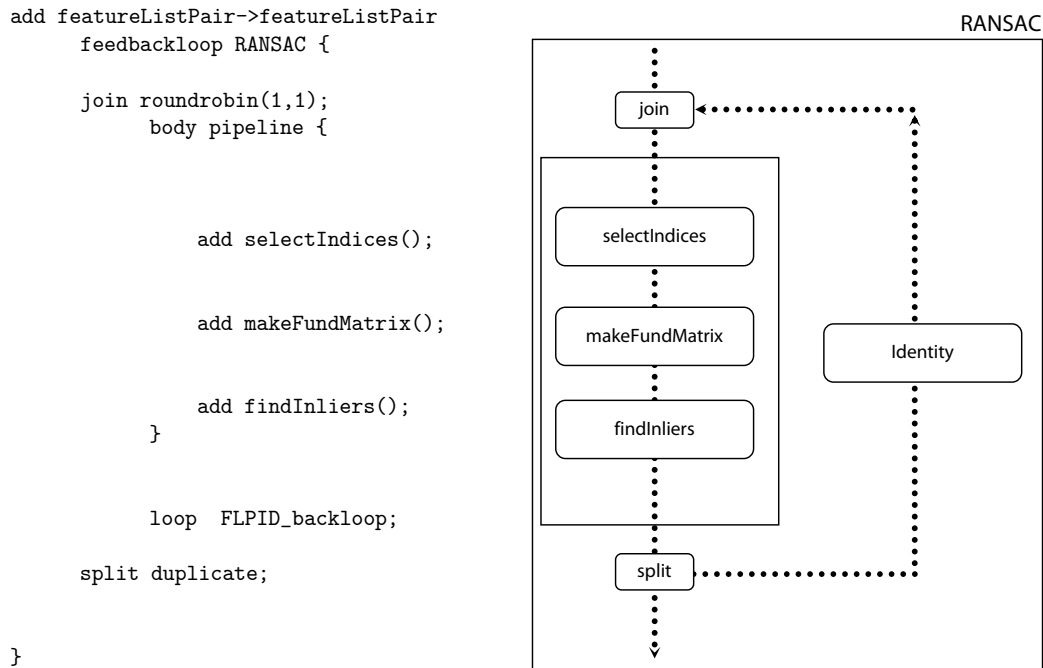 add featureListPair->featureListPair
feedbackloop RANSAC {
join roundrobin(1,1);
body pipeline {
add selectIndices();
add makeFundMatrix();
add findInliers();
}
loop FLPID_backloop;
split duplicate;
}
RANSAC
join
selectIndices
makeFundMatrix
Identity
findInliers
split